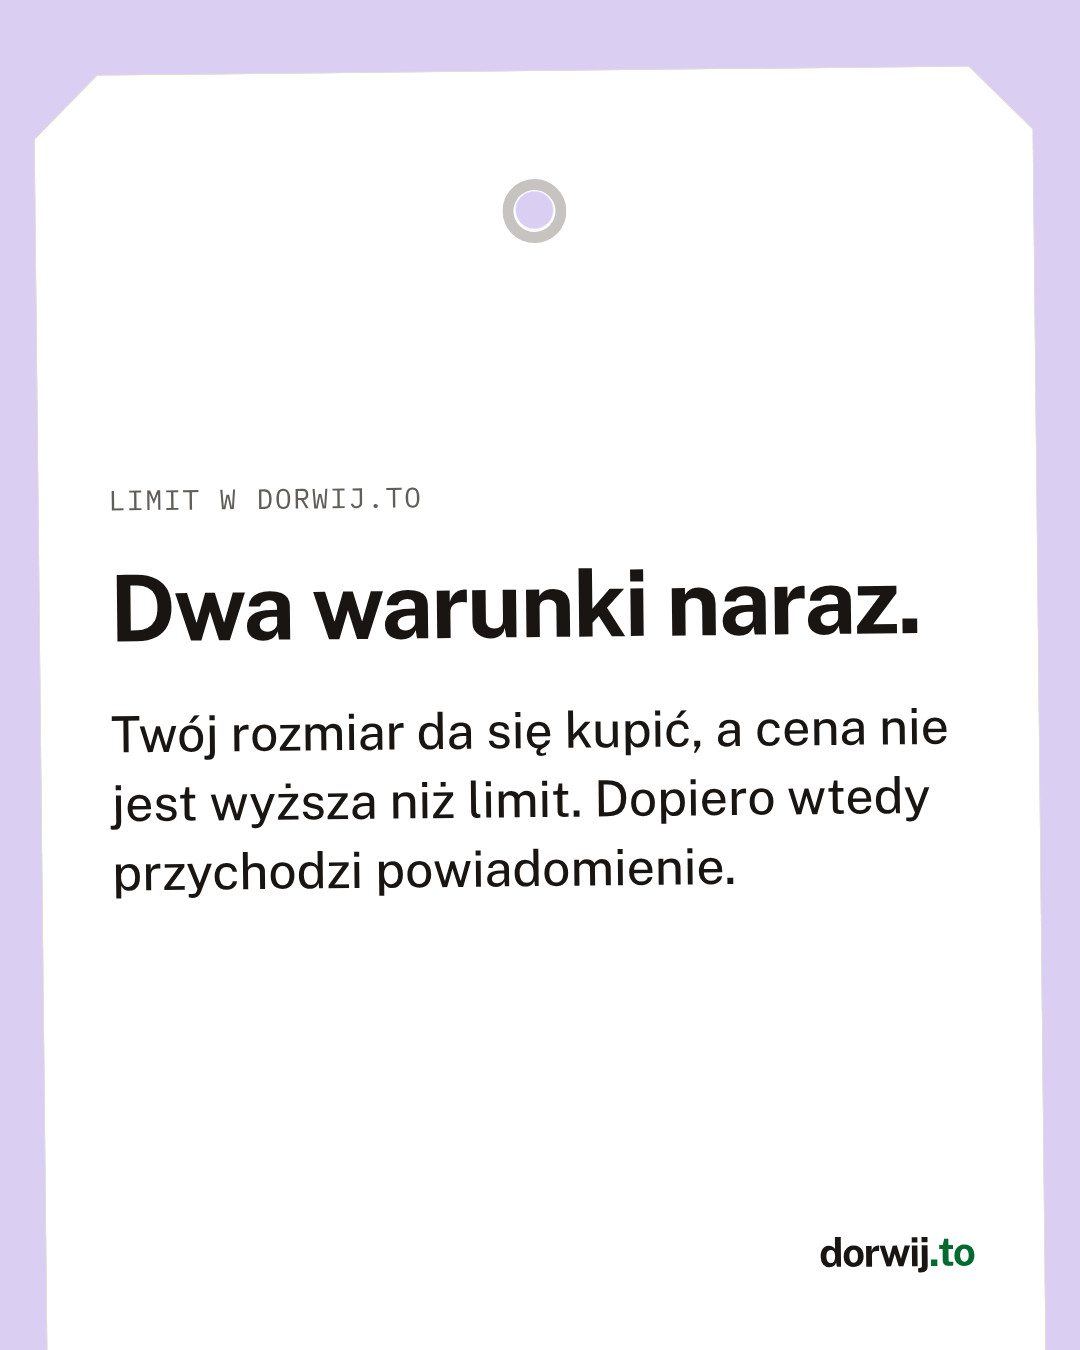 LIMIT W DORWIJ.TO
Dwa warunki naraz.
Twój rozmiar da się kupić, a cena nie
jest wyższa niż limit. Dopiero wtedy
przychodzi powiadomienie.
dorwij.to